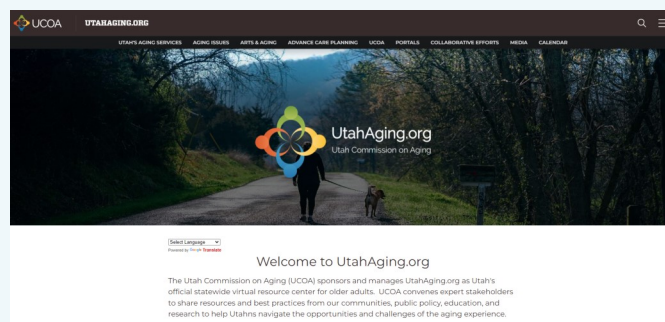 UCOA UTAHAGING.ORG
UTAH'S AGING SERVICES AGING ISSUES ARTS & AGING ADVANCE CARE PLANNING UCOA PORTALS COLLABORATIVE EFFORTS MEDIA CALENDAR
UtahAging.org
Utah Commission on Aging
Select Language
Powered by Google Translate
Welcome to UtahAging.org
The Utah Commission on Aging (UCOA) sponsors and manages UtahAging.org as Utah's
official statewide virtual resource center for older adults. UCOA convenes expert stakeholders
to share resources and best practices from our communities, public policy, education, and
research to help Utahns navigate the opportunities and challenges of the aging experience.